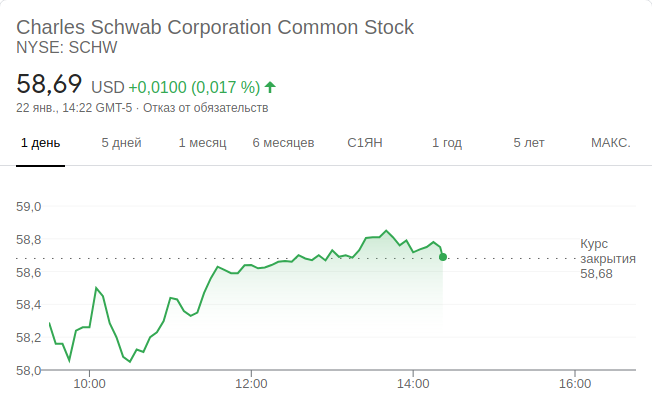 Charles Schwab Corporation Common Stock
NYSE: SCHW
58,69 USD +0,0100 (0,017 %)
22 янв., 14:22 GMT-5 · Отказ от обязательств
1 день 5 дней 1 месяц 6 месяцев С1ЯН 1 год 5 лет МАКС.
59,0
58,8
58,6
58,4
58,2
58,0
Курс
закрытия
58,68
10:00 12:00 14:00 16:00